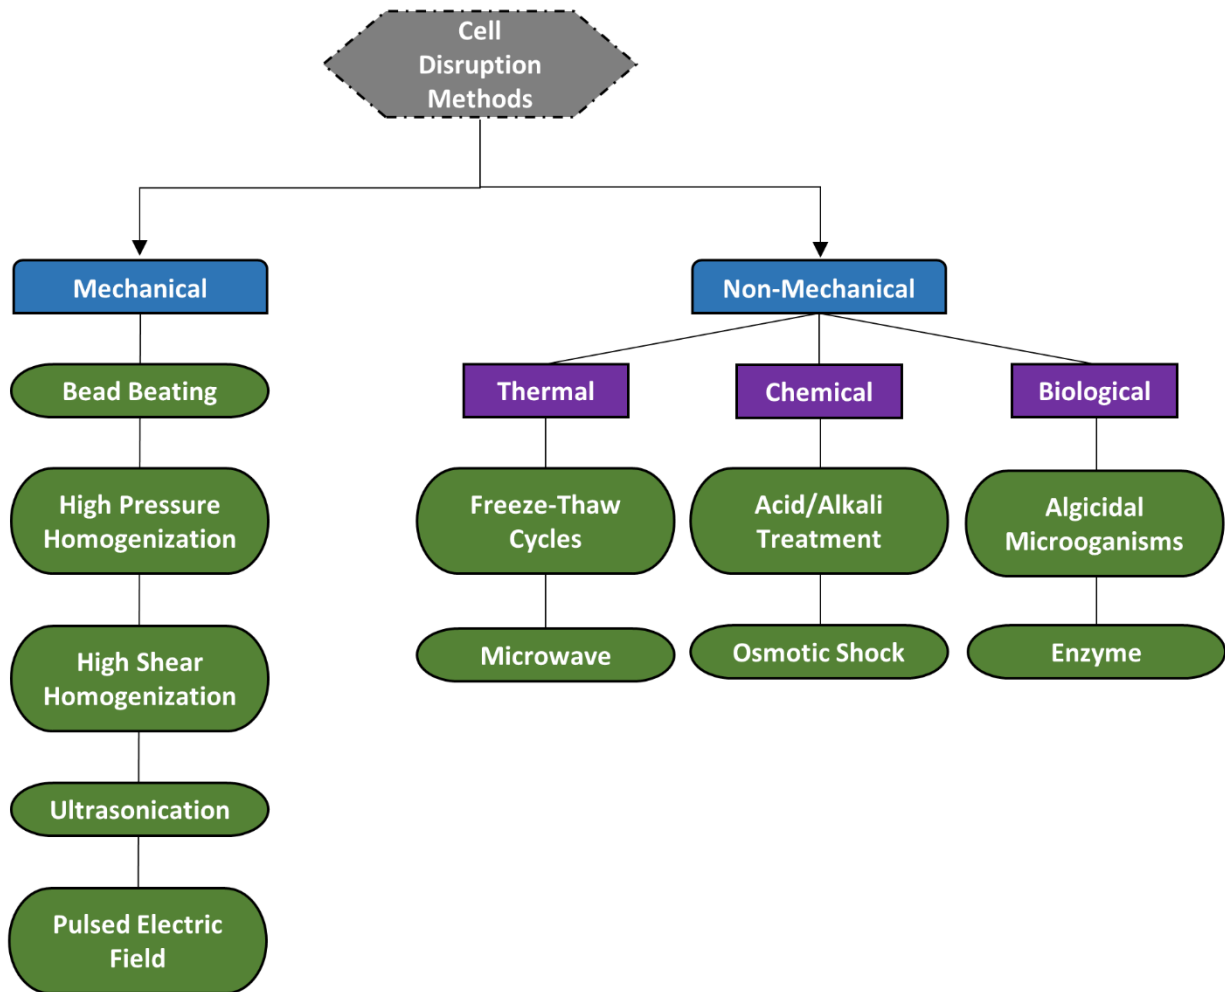 Cell
Disruption
Methods
Mechanical
Non-Mechanical
Bead Beating
Thermal
Chemical
Biological
High Pressure
Homogenization
Freeze-Thaw
Cycles
Acid/Alkali
Treatment
Algicidal
Microoganisms
High Shear
Homogenization
Microwave
Osmotic Shock
Enzyme
Ultrasonication
Pulsed Electric
Field